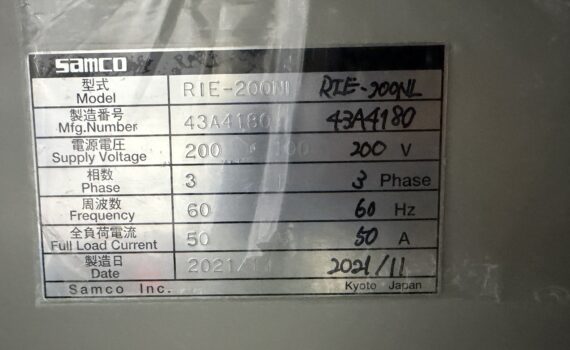 samco
型式 Model RIE-200NL RIE-200NL
製造番号 Mfg.Number 43A4180 43A4180
電源電圧 Supply Voltage 200 200 V
相数 Phase 3 3 Phase
周波数 Frequency 60 60 Hz
全負荷電流 Full Load Current 50 50 A
製造日 Date 2021/ 2021/11
Samco Inc. Kyoto Japan